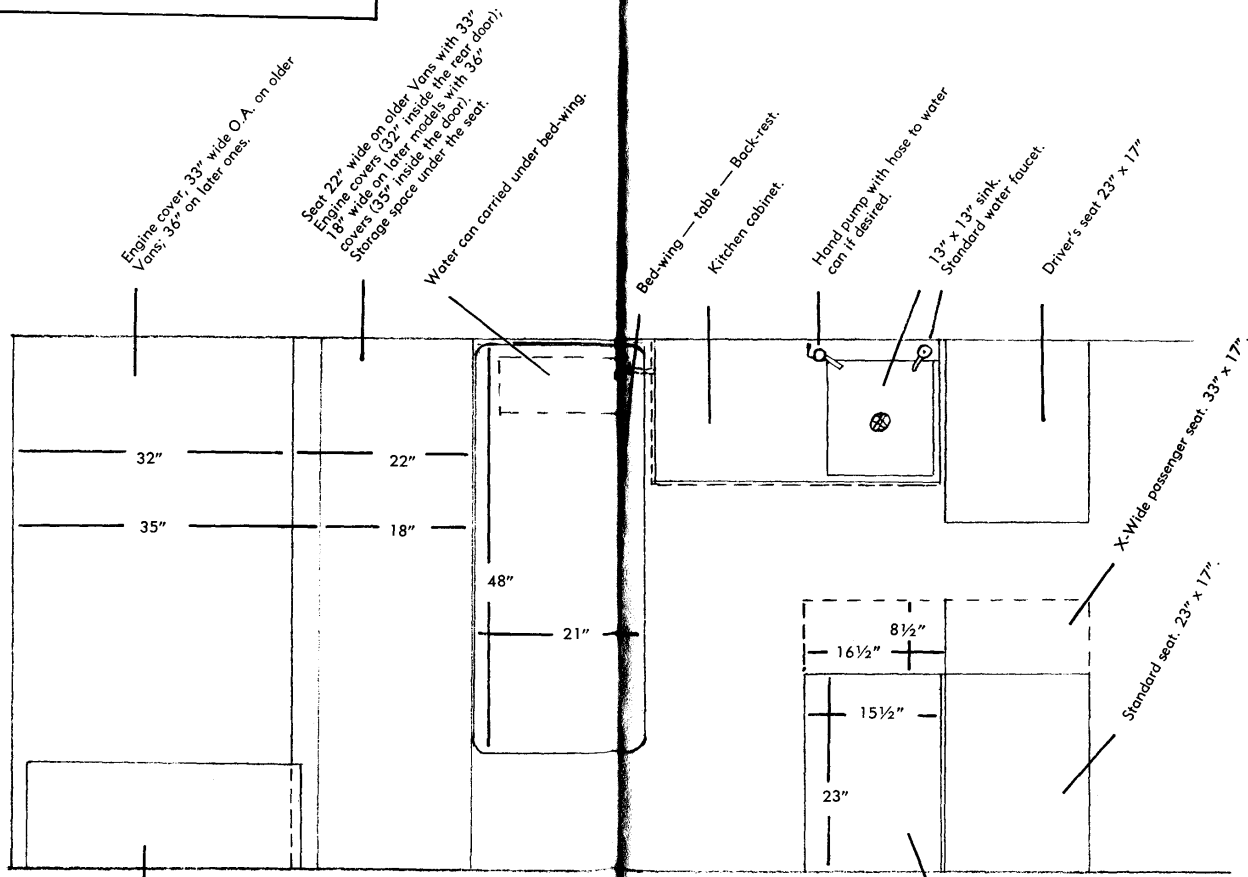 Engine cover, 33" wide O.A. on older
Vans; 36" on later ones.
Seat 22" wide on older Vans with 33"
Engine covers (32" inside the rear door);
18" wide on later models with 36"
covers (35" inside the door).
Storage space under the seat.
Water can carried under bed-wing.
Bed-wing — table — Back-rest.
Kitchen cabinet.
Hand pump with hose to water
can if desired.
13" x 13" sink.
Standard water faucet.
Driver's seat 23" x 17"
X-Wide passenger seat. 33" x 17".
Standard seat. 23" x 17".
32"
22"
35"
18"
48"
21"
8½"
16½"
15½"
23"